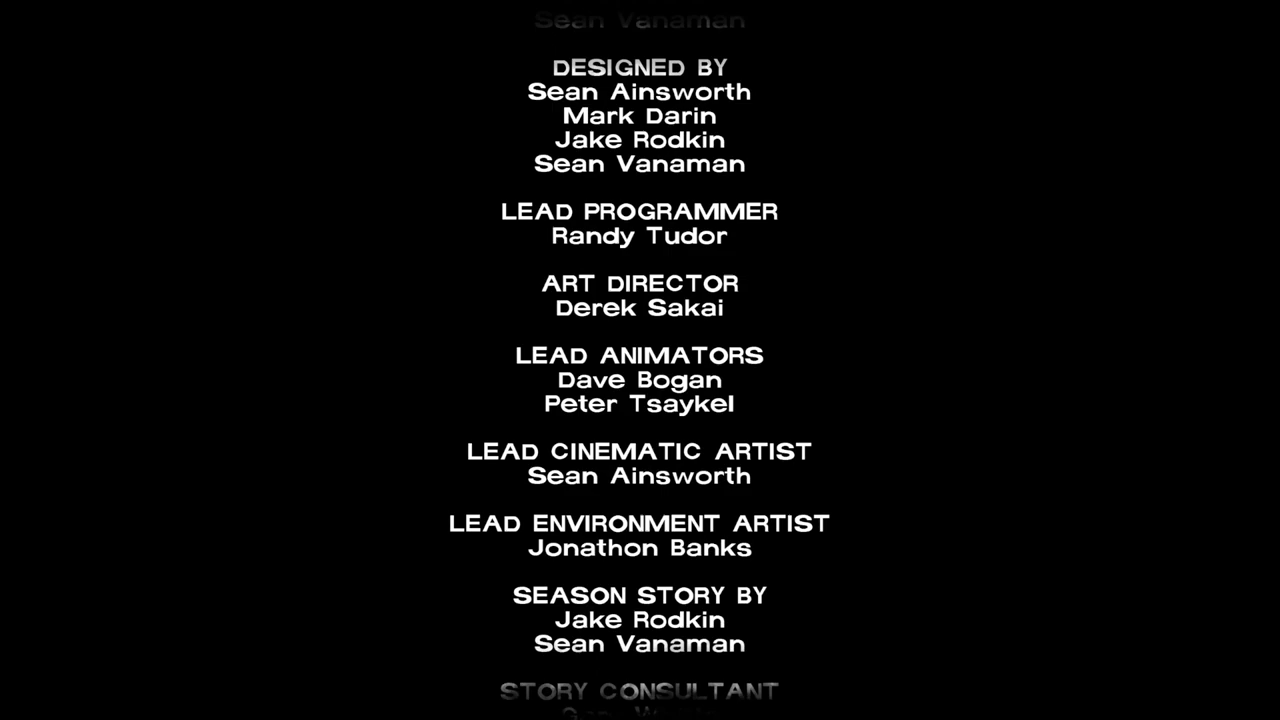 Sean Vanaman
DESIGNED BY
Sean Ainsworth
Mark Darin
Jake Rodkin
Sean Vanaman
LEAD PROGRAMMER
Randy Tudor
ART DIRECTOR
Derek Sakai
LEAD ANIMATORS
Dave Bogan
Peter Tsaykel
LEAD CINEMATIC ARTIST
Sean Ainsworth
LEAD ENVIRONMENT ARTIST
Jonathon Banks
SEASON STORY BY
Jake Rodkin
Sean Vanaman
STORY CONSULTANT